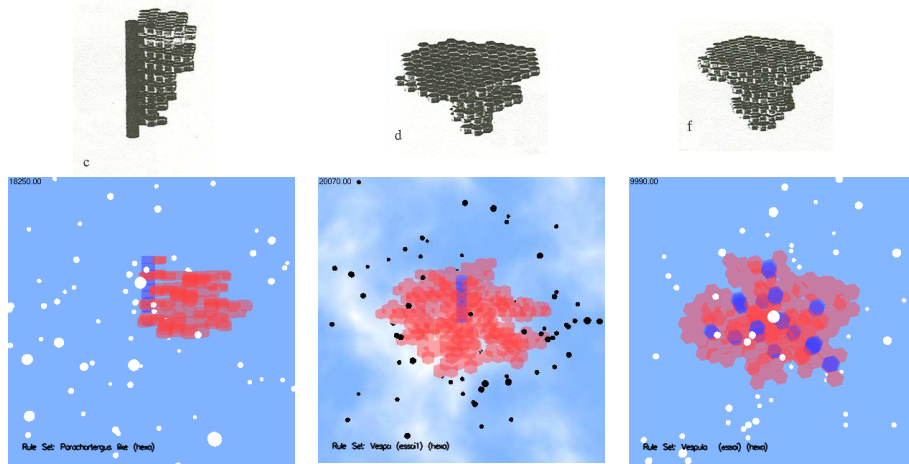 c
d
f
18250.00
20070.00
9990.00
Rule Set: Parachartergus like (hexa)
Rule Set: Vespa (essai1) (hexa)
Rule Set: Vespula (essai) (hexa)